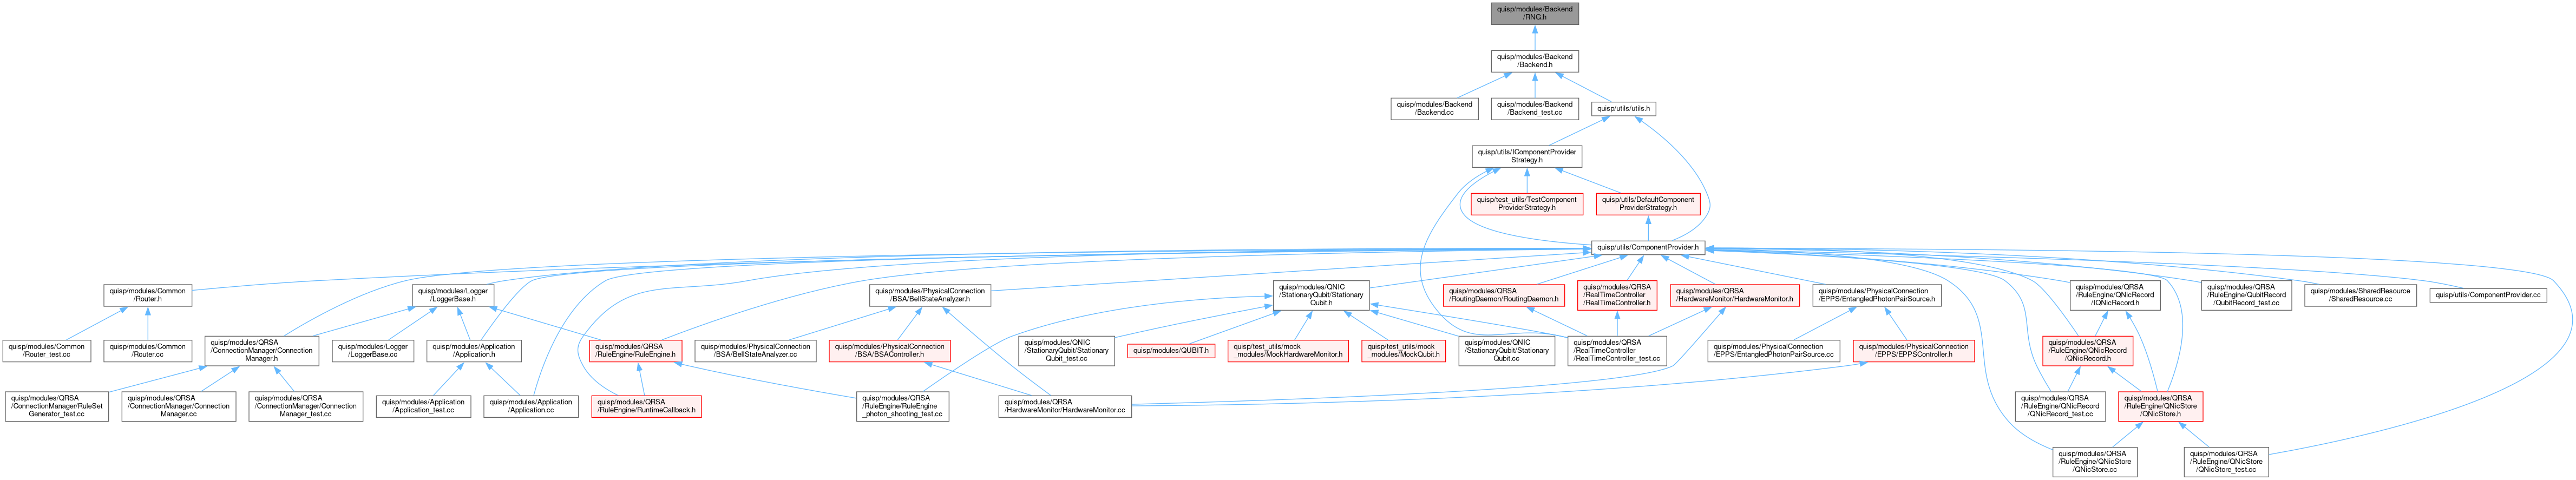 quisp/modules/Backend
/RNG.h
quisp/modules/Backend
/Backend.h
quisp/modules/Backend
/Backend.cc
quisp/modules/Backend
/Backend_test.cc
quisp/utils/utils.h
quisp/utils/IComponentProvider
Strategy.h
quisp/test_utils/TestComponent
ProviderStrategy.h
quisp/utils/DefaultComponent
ProviderStrategy.h
quisp/utils/ComponentProvider.h
quisp/modules/Common
/Router.h
quisp/modules/Logger
/LoggerBase.h
quisp/modules/PhysicalConnection
/BSA/BellStateAnalyzer.h
quisp/modules/QNIC
/StationaryQubit/Stationary
Qubit.h
quisp/modules/QRSA
/RoutingDaemon/RoutingDaemon.h
quisp/modules/QRSA
/RealTimeController
/RealTimeController.h
quisp/modules/QRSA
/HardwareMonitor/HardwareMonitor.h
quisp/modules/PhysicalConnection
/EPPS/EntangledPhotonPairSource.h
quisp/modules/QRSA
/RuleEngine/QNicRecord
/IQNicRecord.h
quisp/modules/QRSA
/RuleEngine/QubitRecord
/QubitRecord_test.cc
quisp/modules/SharedResource
/SharedResource.cc
quisp/utils/ComponentProvider.cc
quisp/modules/Common
/Router_test.cc
quisp/modules/Common
/Router.cc
quisp/modules/QRSA
/ConnectionManager/Connection
Manager.h
quisp/modules/Logger
/LoggerBase.cc
quisp/modules/Application
/Application.h
quisp/modules/QRSA
/RuleEngine/RuleEngine.h
quisp/modules/PhysicalConnection
/BSA/BellStateAnalyzer.cc
quisp/modules/PhysicalConnection
/BSA/BSAController.h
quisp/modules/QNIC
/StationaryQubit/Stationary
Qubit_test.cc
quisp/modules/QUBIT.h
quisp/test_utils/mock
_modules/MockHardwareMonitor.h
quisp/test_utils/mock
_modules/MockQubit.h
quisp/modules/QNIC
/StationaryQubit/Stationary
Qubit.cc
quisp/modules/QRSA
/RealTimeController
/RealTimeController_test.cc
quisp/modules/PhysicalConnection
/EPPS/EntangledPhotonPairSource.cc
quisp/modules/PhysicalConnection
/EPPS/EPPSController.h
quisp/modules/QRSA
/RuleEngine/QNicRecord
/QNicRecord.h
quisp/modules/QRSA
/ConnectionManager/RuleSet
Generator_test.cc
quisp/modules/QRSA
/ConnectionManager/Connection
Manager.cc
quisp/modules/QRSA
/ConnectionManager/Connection
Manager_test.cc
quisp/modules/Application
/Application_test.cc
quisp/modules/Application
/Application.cc
quisp/modules/QRSA
/RuleEngine/RuntimeCallback.h
quisp/modules/QRSA
/RuleEngine/RuleEngine
_photon_shooting_test.cc
quisp/modules/QRSA
/HardwareMonitor/HardwareMonitor.cc
quisp/modules/QRSA
/RuleEngine/QNicRecord
/QNicRecord_test.cc
quisp/modules/QRSA
/RuleEngine/QNicStore
/QNicStore.h
quisp/modules/QRSA
/RuleEngine/QNicStore
/QNicStore.cc
quisp/modules/QRSA
/RuleEngine/QNicStore
/QNicStore_test.cc